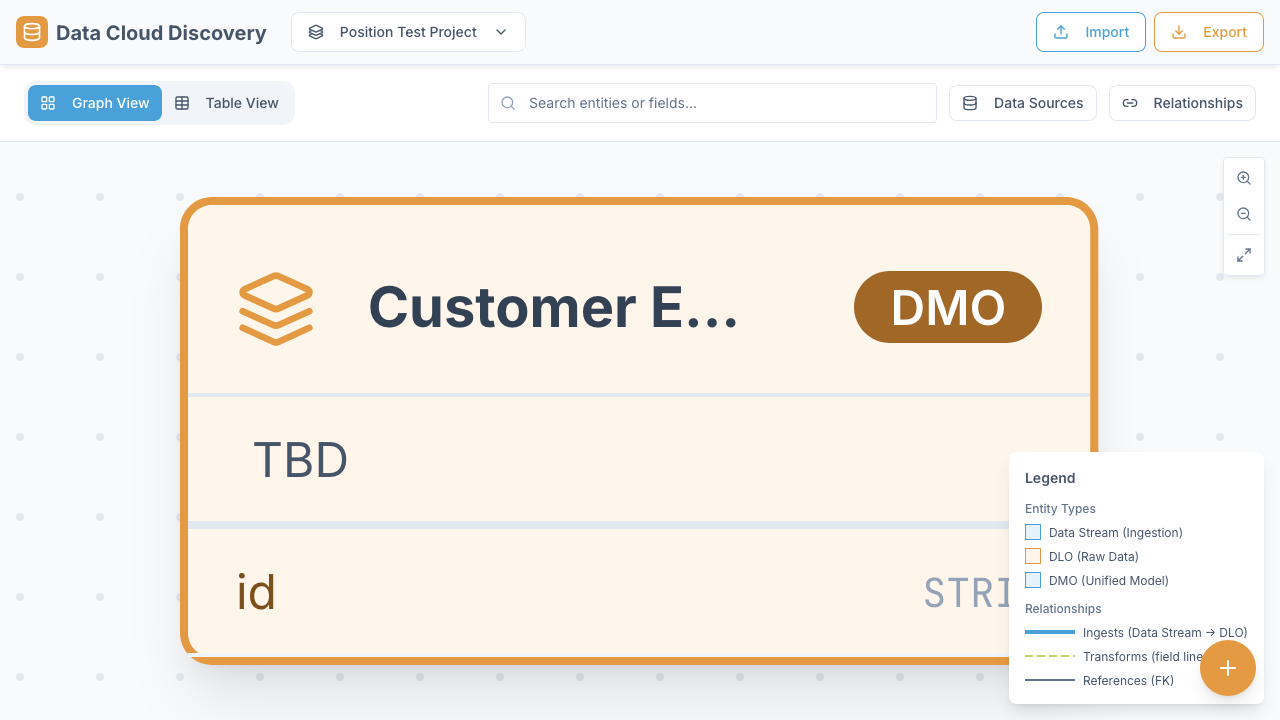 Data Cloud Discovery
Position Test Project
Import
Export
Graph View
Table View
Search entities or fields...
Data Sources
Relationships
Customer E...
DMO
TBD
id
STRI
Legend
Entity Types
Data Stream (Ingestion)
DLO (Raw Data)
DMO (Unified Model)
Relationships
Ingests (Data Stream → DLO)
Transforms (field line
References (FK)